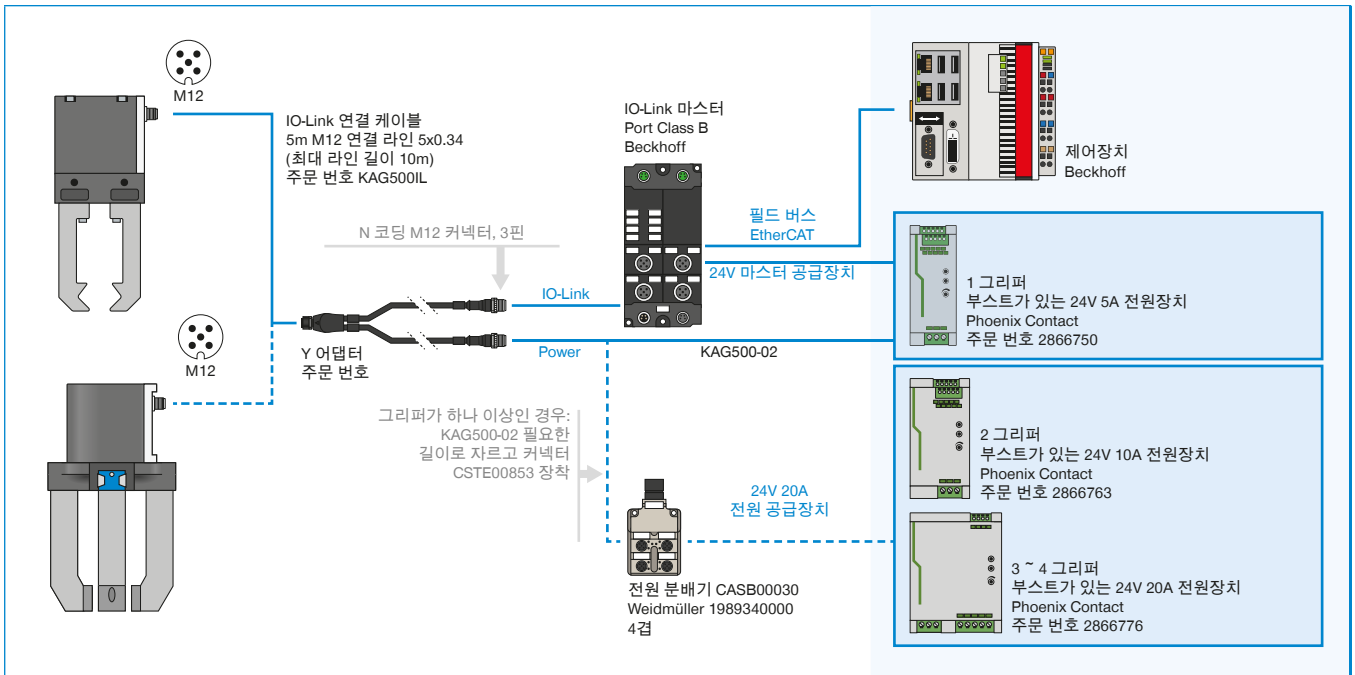 M12
IO-Link 연결 케이블
5m M12 연결 라인 5x0.34
(최대 라인 길이 10m)
주문 번호 KAG500IL
N 코딩 M12 커넥터, 3핀
IO-Link 마스터
Port Class B
Beckhoff
제어장치
Beckhoff
필드 버스
EtherCAT
24V 마스터 공급장치
IO-Link
Power
KAG500-02
M12
Y 어댑터
주문 번호
1 그리퍼
부스트가 있는 24V 5A 전원장치
Phoenix Contact
주문 번호 2866750
그리퍼가 하나 이상인 경우:
KAG500-02 필요한
길이로 자르고 커넥터
CSTE00853 장착
24V 20A
전원 공급장치
전원 분배기 CASB00030
Weidmüller 1989340000
4겹
2 그리퍼
부스트가 있는 24V 10A 전원장치
Phoenix Contact
주문 번호 2866763
3 ~ 4 그리퍼
부스트가 있는 24V 20A 전원장치
Phoenix Contact
주문 번호 2866776